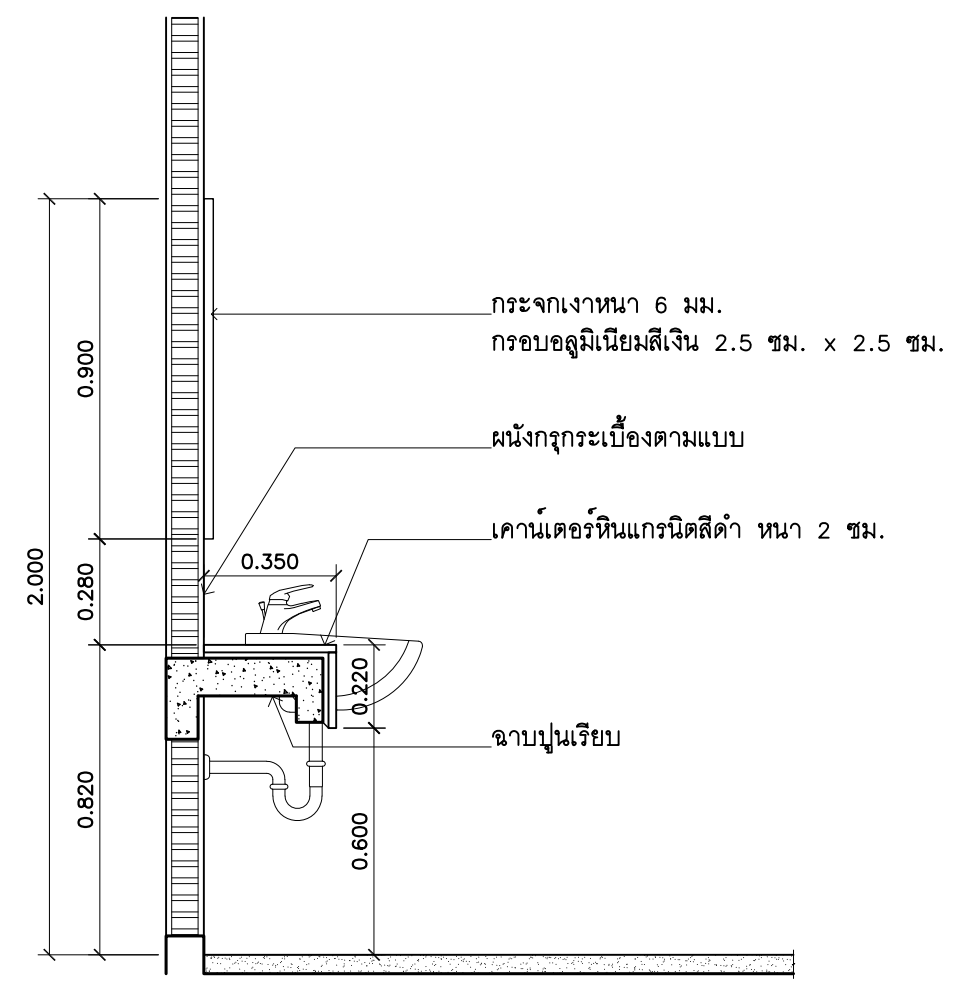 กระจกเงาหนา 6 มม.
กรอบอลูมิเนียมสีเงิน 2.5 ซม. x 2.5 ซม.
0.900
ผนังกรุกระเบื้องตามแบบ
เคาน์เตอร์หินแกรนิตสีดำ หนา 2 ซม.
0.350
2.000
0.280
0.220
ฉาบปูนเรียบ
0.820
0.600